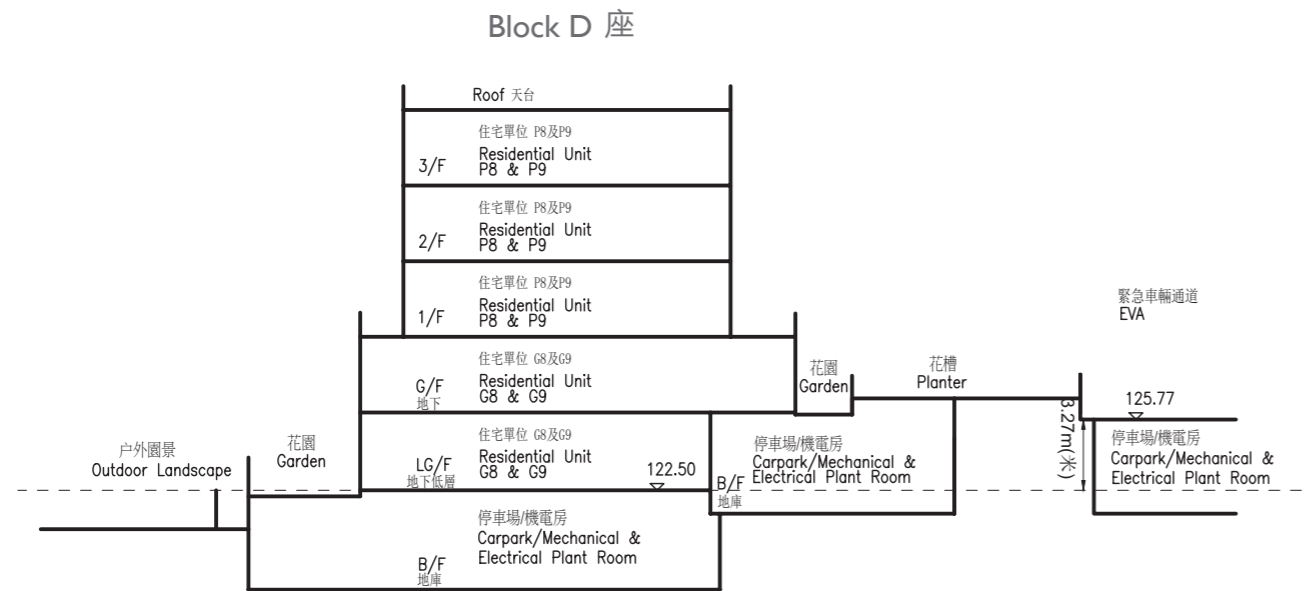 Block D 座
Roof 天台
住宅單位 P8及P9
3/F
Residential Unit
P8 & P9
住宅單位 P8及P9
2/F
Residential Unit
P8 & P9
住宅單位 P8及P9
1/F
Residential Unit
P8 & P9
緊急車輛通道
EVA
住宅單位 G8及G9
G/F
地下
Residential Unit
G8 & G9
花園
Garden
花槽
Planter
125.77
3.27m(米)
户外園景
Outdoor Landscape
花園
Garden
住宅單位 G8及G9
LG/F
地下低層
Residential Unit
G8 & G9
122.50
B/F
地庫
停車場/機電房
Carpark/Mechanical &
Electrical Plant Room
停車場/機電房
Carpark/Mechanical &
Electrical Plant Room
停車場/機電房
Carpark/Mechanical &
Electrical Plant Room
B/F
地庫